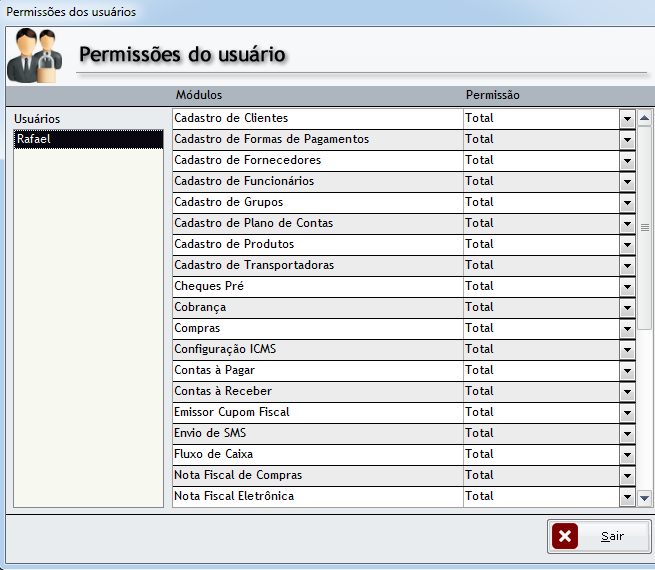 Permissões dos usuários
Permissões do usuário
Módulos Permissão
Usuários
Rafael
Cadastro de Clientes Total
Cadastro de Formas de Pagamentos Total
Cadastro de Fornecedores Total
Cadastro de Funcionários Total
Cadastro de Grupos Total
Cadastro de Plano de Contas Total
Cadastro de Produtos Total
Cadastro de Transportadoras Total
Cheques Pré Total
Cobrança Total
Compras Total
Configuração ICMS Total
Contas à Pagar Total
Contas à Receber Total
Emissor Cupom Fiscal Total
Envio de SMS Total
Fluxo de Caixa Total
Nota Fiscal de Compras Total
Nota Fiscal Eletrônica Total
Sair